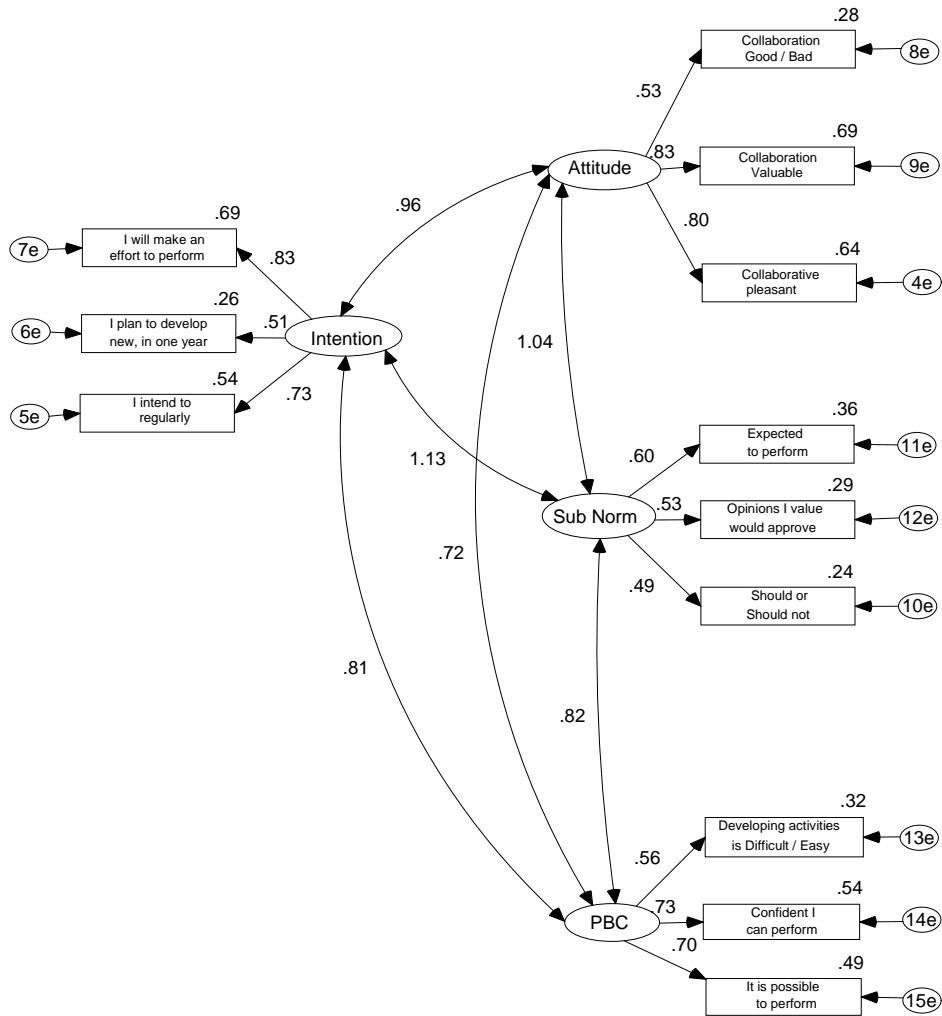 .28
Collaboration
Good / Bad
8e
.53
.69
.83
Collaboration
Valuable
9e
Attitude
.96
.80
.69
I will make an
effort to perform
7e
.83
.64
Collaborative
pleasant
4e
.26
I plan to develop
new, in one year
6e
.51
Intention
1.04
.54
I intend to
regularly
5e
.73
.36
Expected
to perform
11e
1.13
.60
.29
Opinions I value
would approve
12e
.53
Sub Norm
.72
.49
.24
Should or
Should not
10e
.81
.82
.32
Developing activities
is Difficult / Easy
13e
.56
.54
.73
Confident I
can perform
14e
PBC
.70
.49
It is possible
to perform
15e